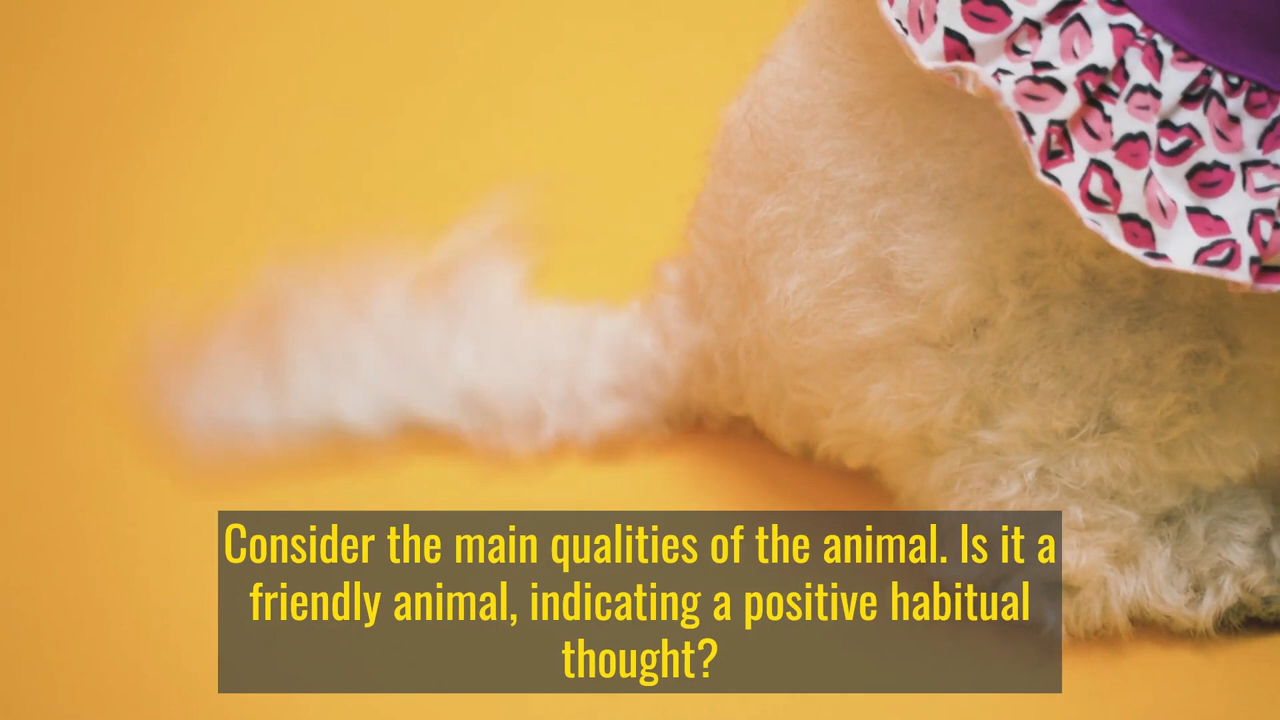 Consider the main qualities of the animal. Is it a
friendly animal, indicating a positive habitual
thought?